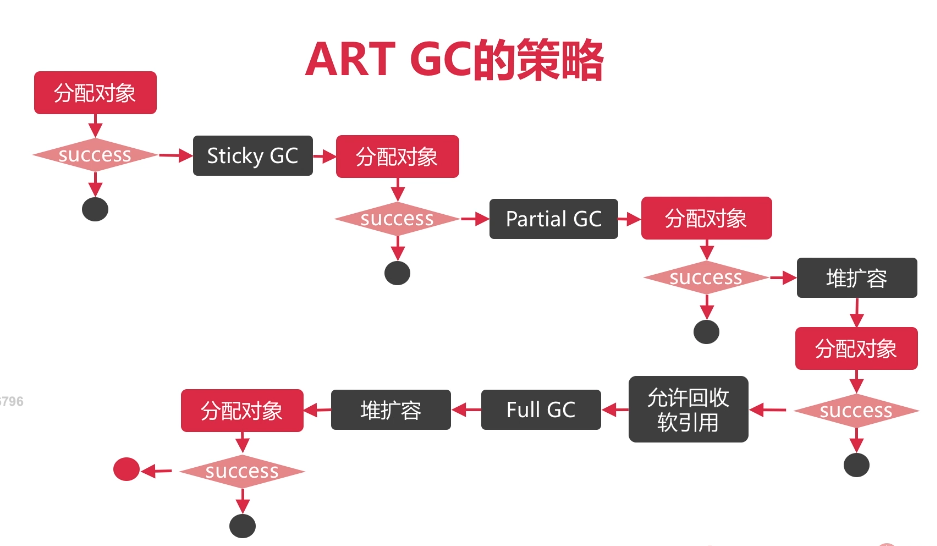 ART GC的策略
分配对象
success
Sticky GC
分配对象
success
Partial GC
分配对象
success
堆扩容
分配对象
success
允许回收
软引用
Full GC
堆扩容
分配对象
success
6796